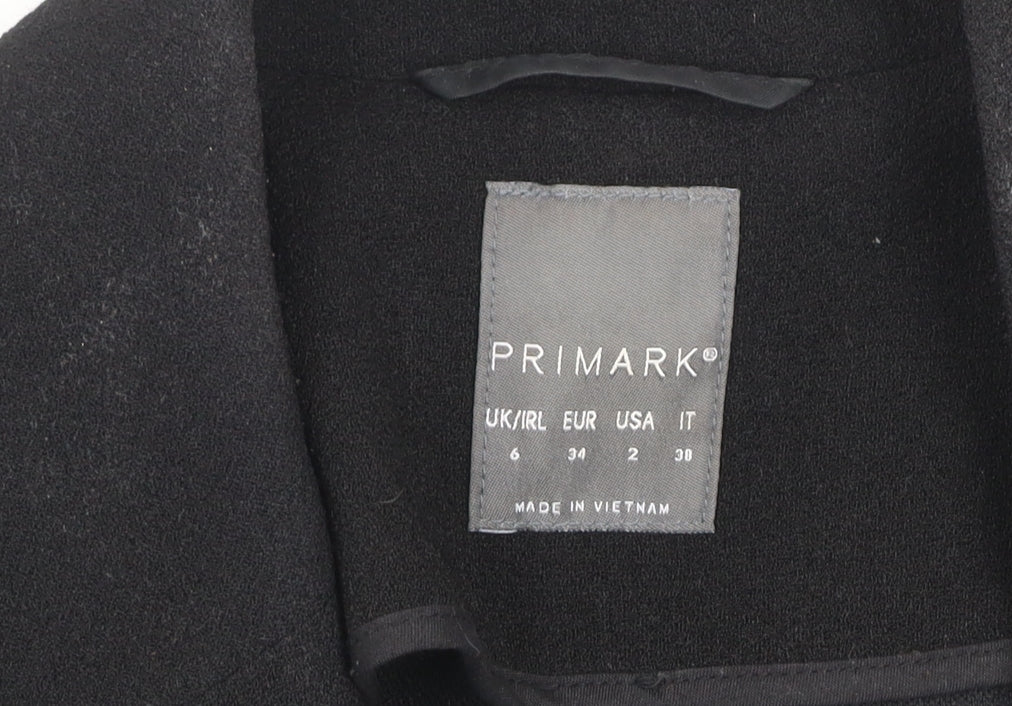 PRIMARK®
UK/IRL EUR USA IT
6 34 2 38
MADE IN VIETNAM